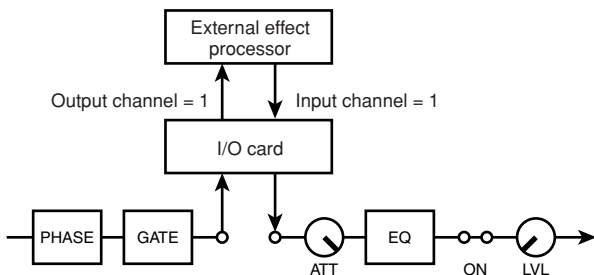 External effect
processor
Output channel = 1
Input channel = 1
I/O card
PHASE
GATE
EQ
ATT
ON
LVL